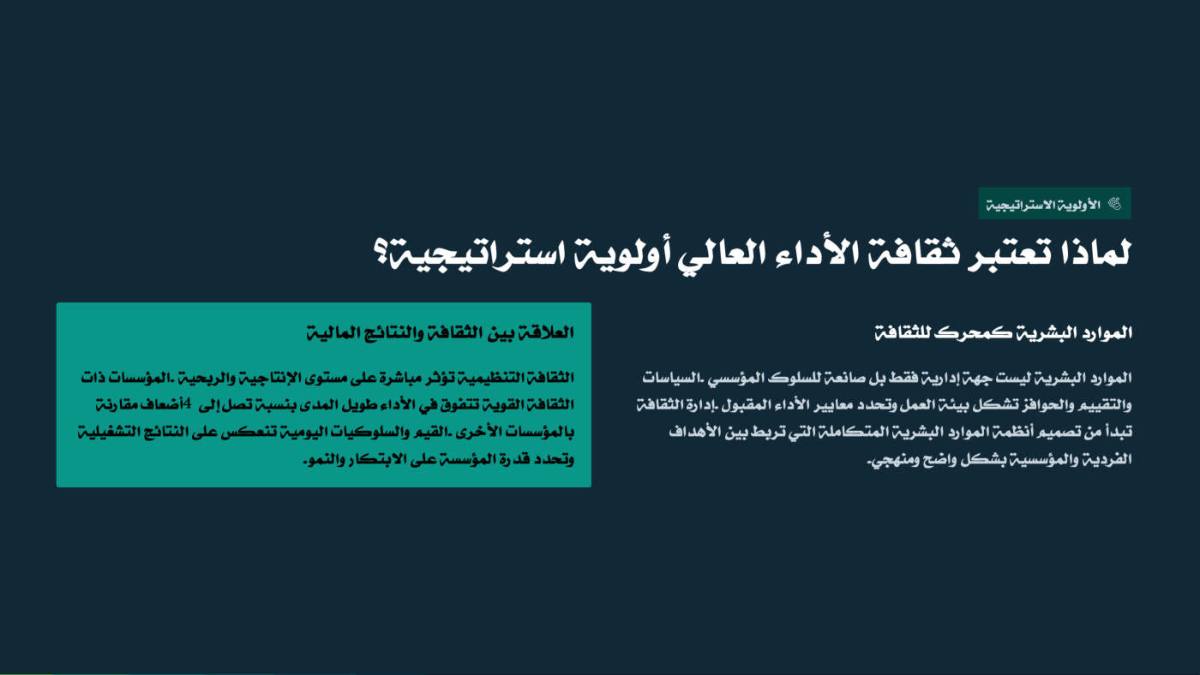 الأولوية الاستراتيجية
لماذا تعتبر ثقافة الأداء العالي أولوية استراتيجية؟
الموارد البشرية كمحرك للثقافة
الموارد البشرية ليست جهة إدارية فقط بل صانعة للسلوك المؤسسي .السياسات
والتقييم والحوافز تشكل بيئة العمل وتحدد معايير الأداء المقبول .إدارة الثقافة
تبدأ من تصميم أنظمة الموارد البشرية المتكاملة التي تربط بين الأهداف
الفردية والمؤسسية بشكل واضح ومنهجي.
العلاقة بين الثقافة والنتائج المالية
الثقافة التنظيمية تؤثر مباشرة على مستوى الإنتاجية والربحية .المؤسسات ذات
الثقافة القوية تتفوق في الأداء طويل المدى بنسبة تصل إلى 4أضعاف مقارنة
بالمؤسسات الأخرى .القيم والسلوكيات اليومية تنعكس على النتائج التشغيلية
وتحدد قدرة المؤسسة على الابتكار والنمو.